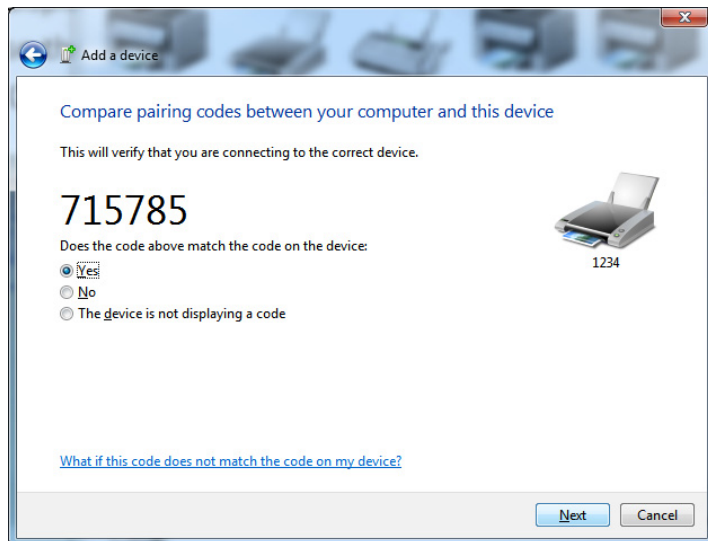 Add a device
Compare pairing codes between your computer and this device
This will verify that you are connecting to the correct device.
715785
Does the code above match the code on the device:
Yes
No
The device is not displaying a code
1234
What if this code does not match the code on my device?
Next
Cancel